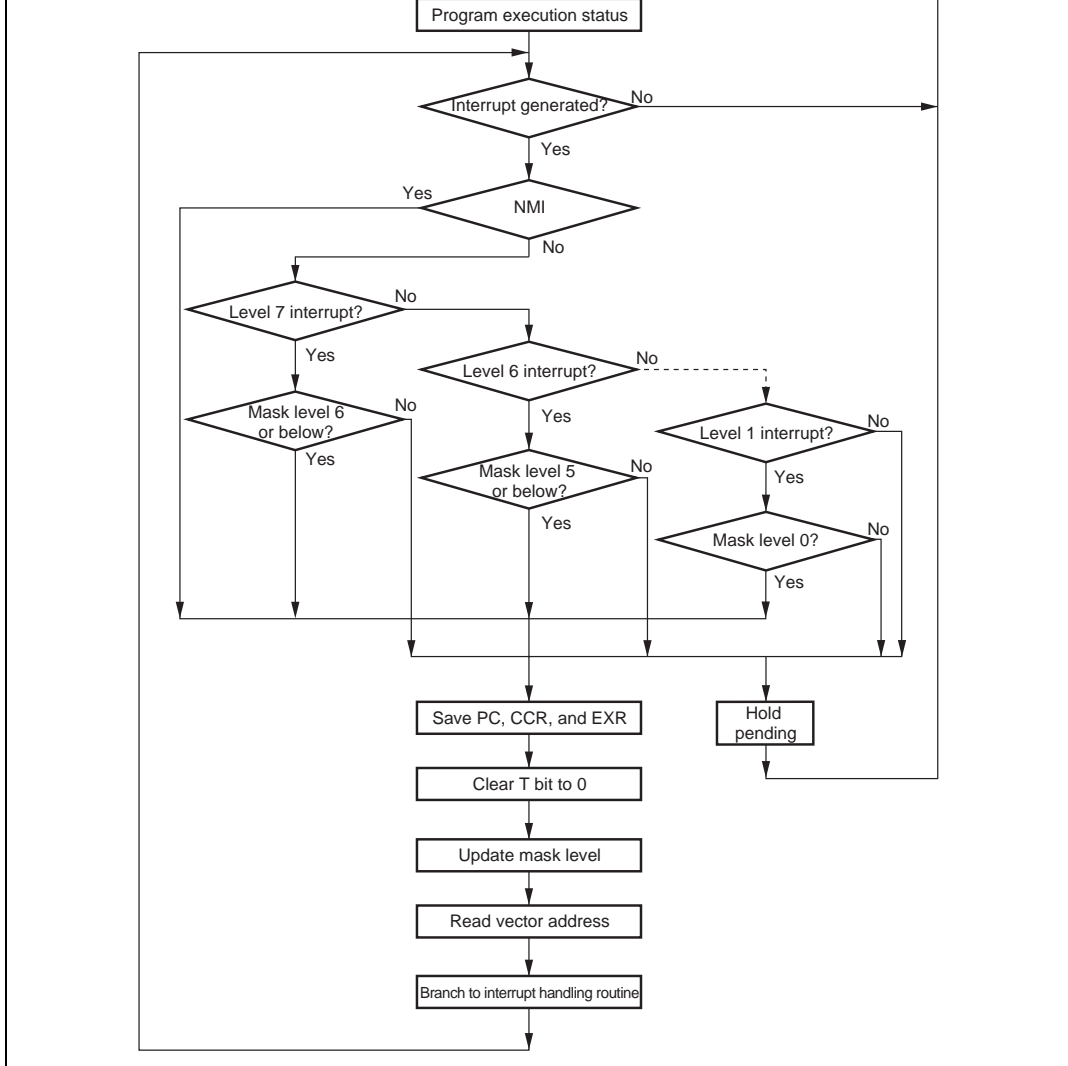 Program execution status
Interrupt generated?
No
Yes
Yes
NMI
No
Level 7 interrupt?
No
Yes
Level 6 interrupt?
No
Yes
Mask level 6
or below?
No
Yes
Level 1 interrupt?
No
Yes
Mask level 5
or below?
No
Yes
Mask level 0?
No
Yes
Save PC, CCR, and EXR
Hold
pending
Clear T bit to 0
Update mask level
Read vector address
Branch to interrupt handling routine